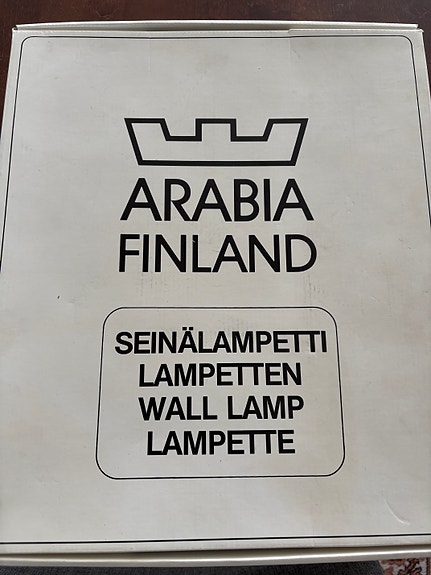 ARABIA
FINLAND
SEINÄLAMPETTI
LAMPETTEN
WALL LAMP
LAMPETTE